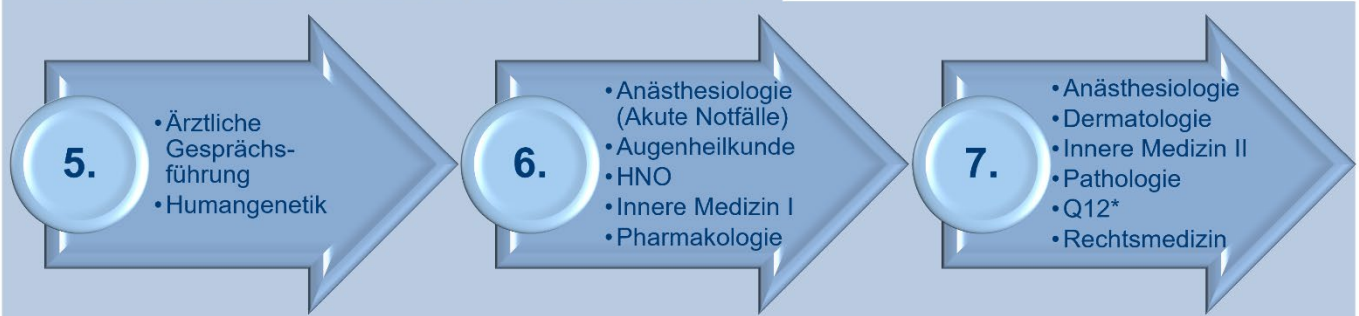 5.
•Ärztliche
Gesprächs-
führung
•Humangenetik
6.
•Anästhesiologie
(Akute Notfälle)
•Augenheilkunde
•HNO
•Innere Medizin I
•Pharmakologie
7.
•Anästhesiologie
•Dermatologie
•Innere Medizin II
•Pathologie
•Q12*
•Rechtsmedizin